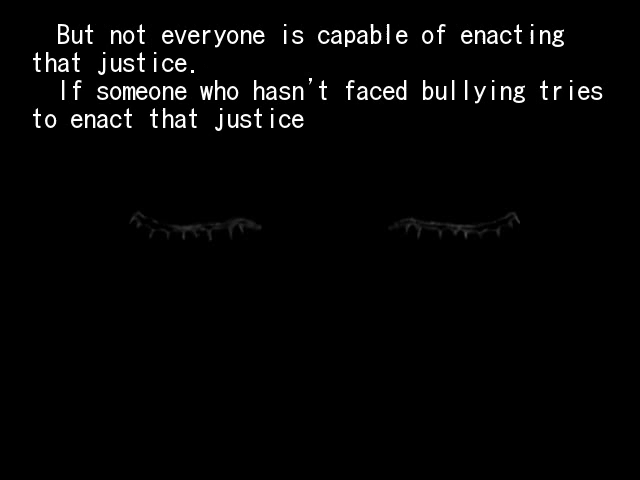 But not everyone is capable of enacting
that justice.
If someone who hasn't faced bullying tries
to enact that justice